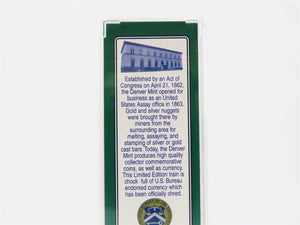 Established by an Act of
Congress on April 21, 1862,
the Denver Mint opened for
business as an United
States Assay office in 1863.
Gold and silver nuggets
were brought there by
miners from the
surrounding area for
melting, assaying, and
stamping of silver or gold
cast bars. Today, the Denver
Mint produces high quality
collector commemorative
coins, as well as currency.
This Limited Edition train is
chock full of U.S. Bureau
endorsed currency which
has been officially shred.